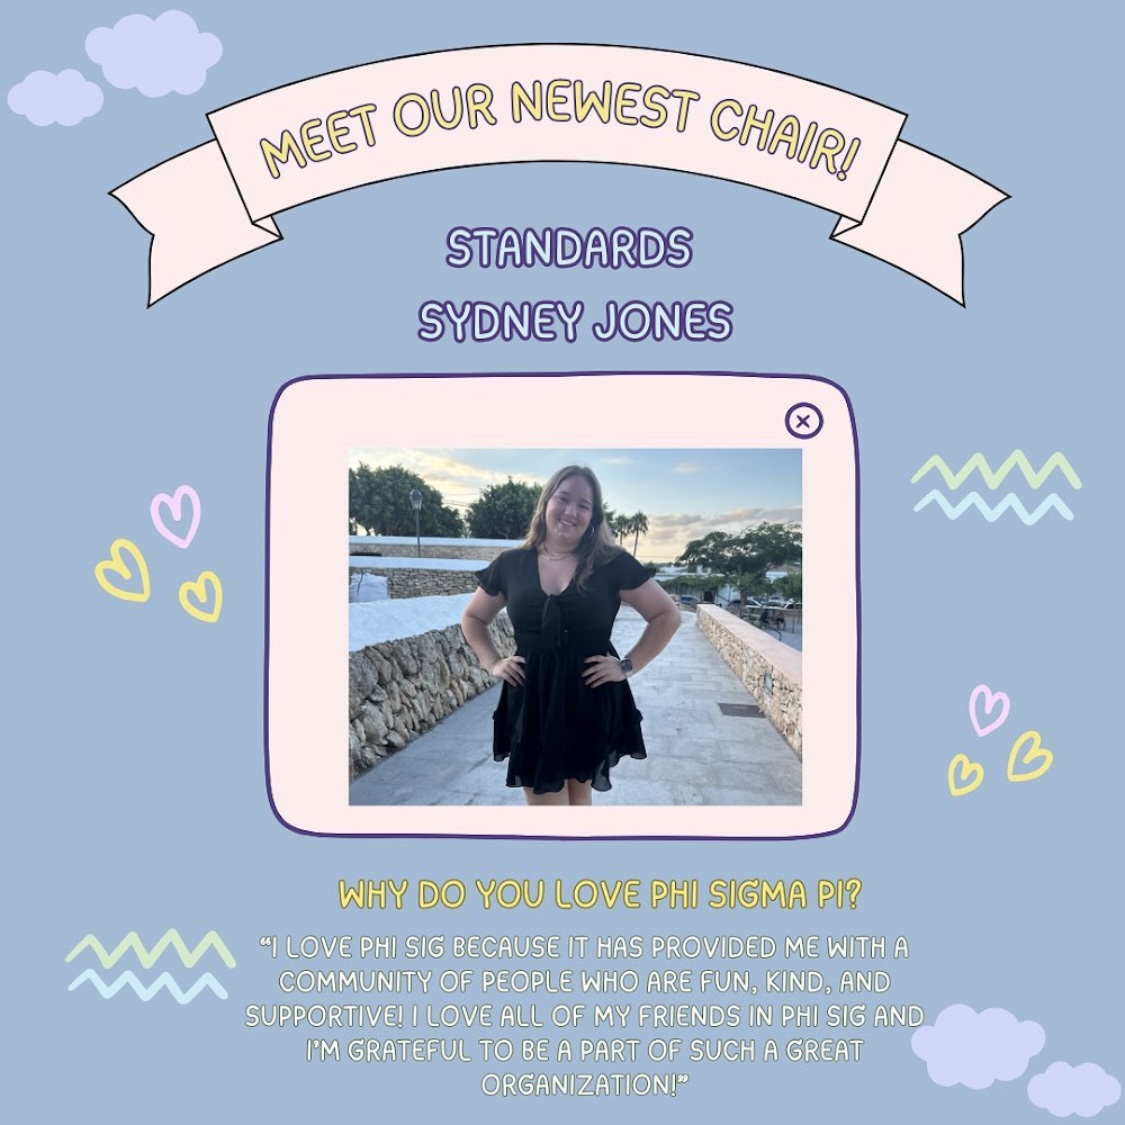 MEET OUR NEWEST CHAIR!
STANDARDS
SYDNEY JONES
WHY DO YOU LOVE PHI SIGMA PI?
"I LOVE PHI SIG BECAUSE IT HAS PROVIDED ME WITH A
COMMUNITY OF PEOPLE WHO ARE FUN, KIND, AND
SUPPORTIVE! I LOVE ALL OF MY FRIENDS IN PHI SIG AND
I'M GRATEFUL TO BE A PART OF SUCH A GREAT
ORGANIZATION!"